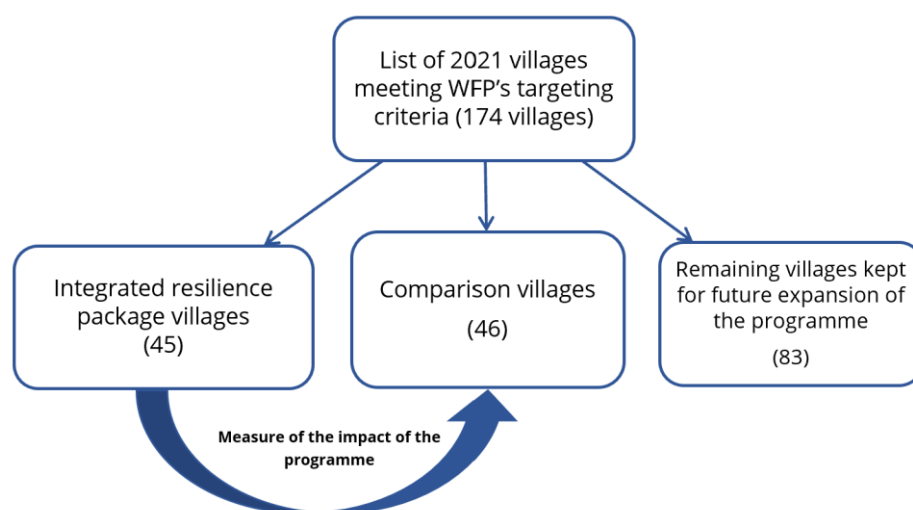 List of 2021 villages
meeting WFP's targeting
criteria (174 villages)
Integrated resilience
package villages
(45)
Comparison villages
(46)
Remaining villages kept
for future expansion of
the programme
(83)
Measure of the impact of the
programme